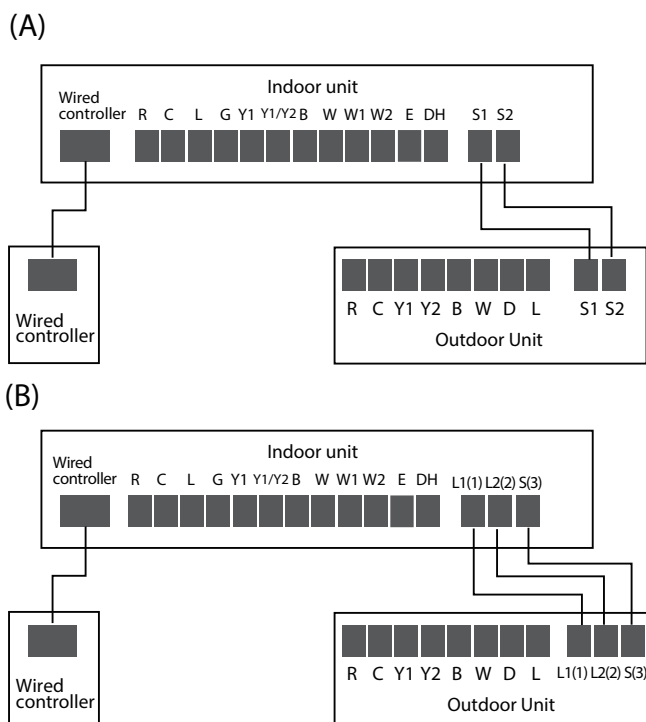 (A)
Indoor unit
Wired
controller
R C L G Y1 Y1/Y2 B W W1 W2 E DH S1 S2
R C Y1 Y2 B W D L S1 S2
Wired
controller
Outdoor Unit
(B)
Indoor unit
Wired
controller
R C L G Y1 Y1/Y2 B W W1 W2 E DH L1(1) L2(2) S(3)
R C Y1 Y2 B W D L L1(1) L2(2) S(3)
Wired
controller
Outdoor Unit